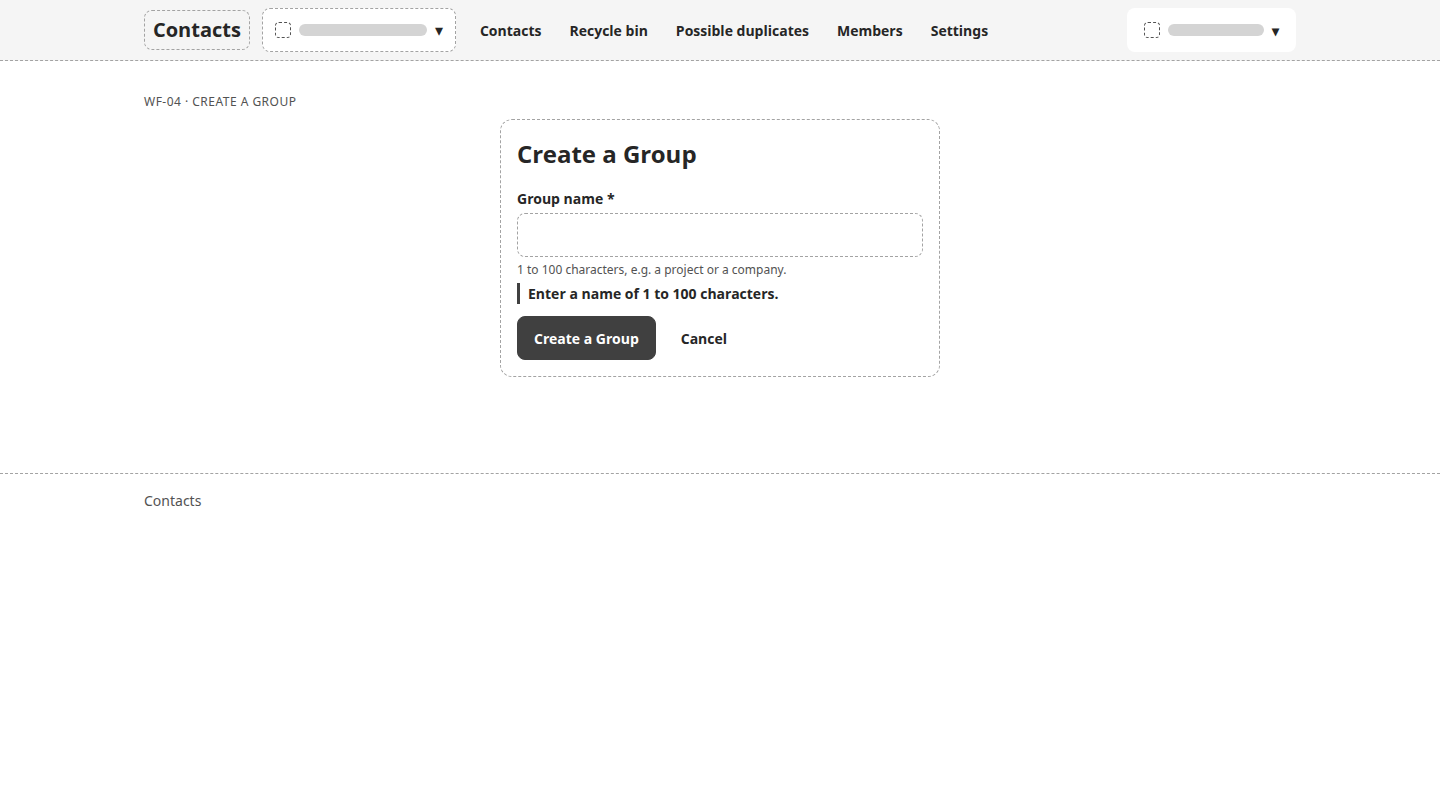 Contacts
▼
Contacts
Recycle bin
Possible duplicates
Members
Settings
▼
WF-04 · CREATE A GROUP
Create a Group
Group name *
1 to 100 characters, e.g. a project or a company.
Enter a name of 1 to 100 characters.
Create a Group
Cancel
Contacts